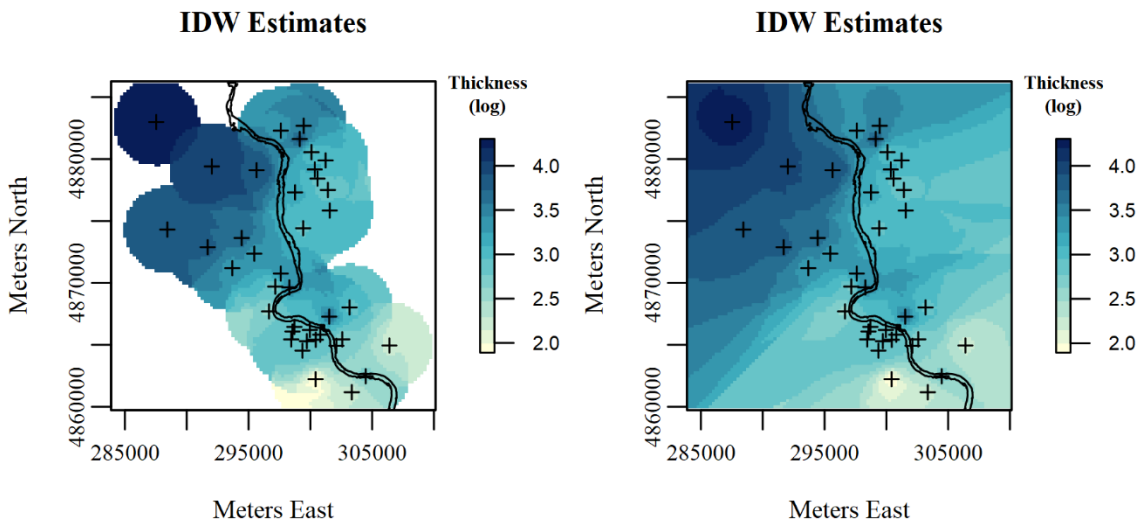 IDW Estimates
Thickness
(log)
4.0
3.5
3.0
2.5
2.0
4880000
4870000
4860000
Meters North
285000 295000 305000
Meters East
IDW Estimates
Thickness
(log)
4.0
3.5
3.0
2.5
2.0
4880000
4870000
4860000
Meters North
285000 295000 305000
Meters East